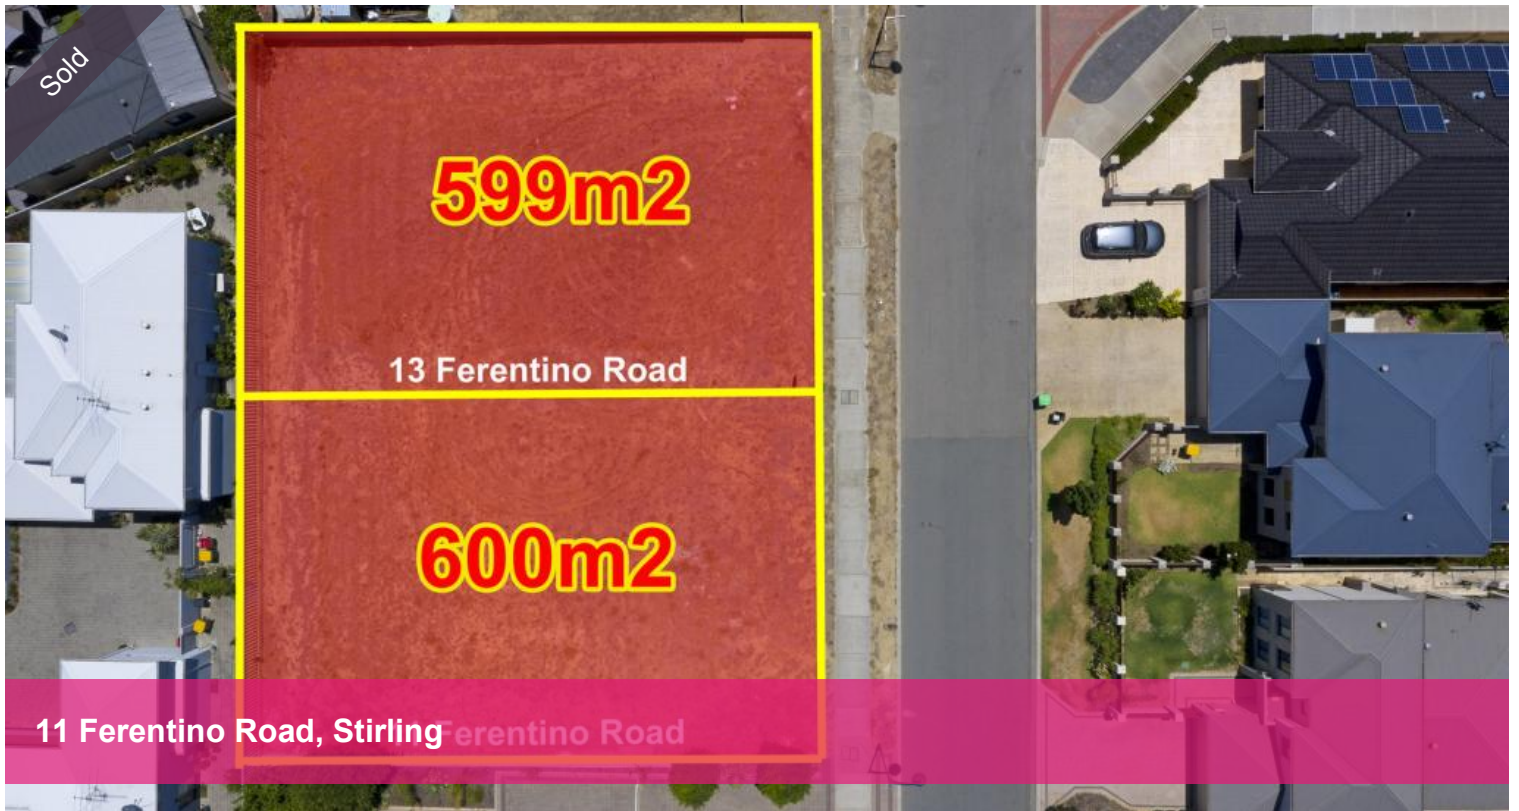 Sold
599m2
13 Ferentino Road
600m2
Ferentino Road
11 Ferentino Road, Stirling